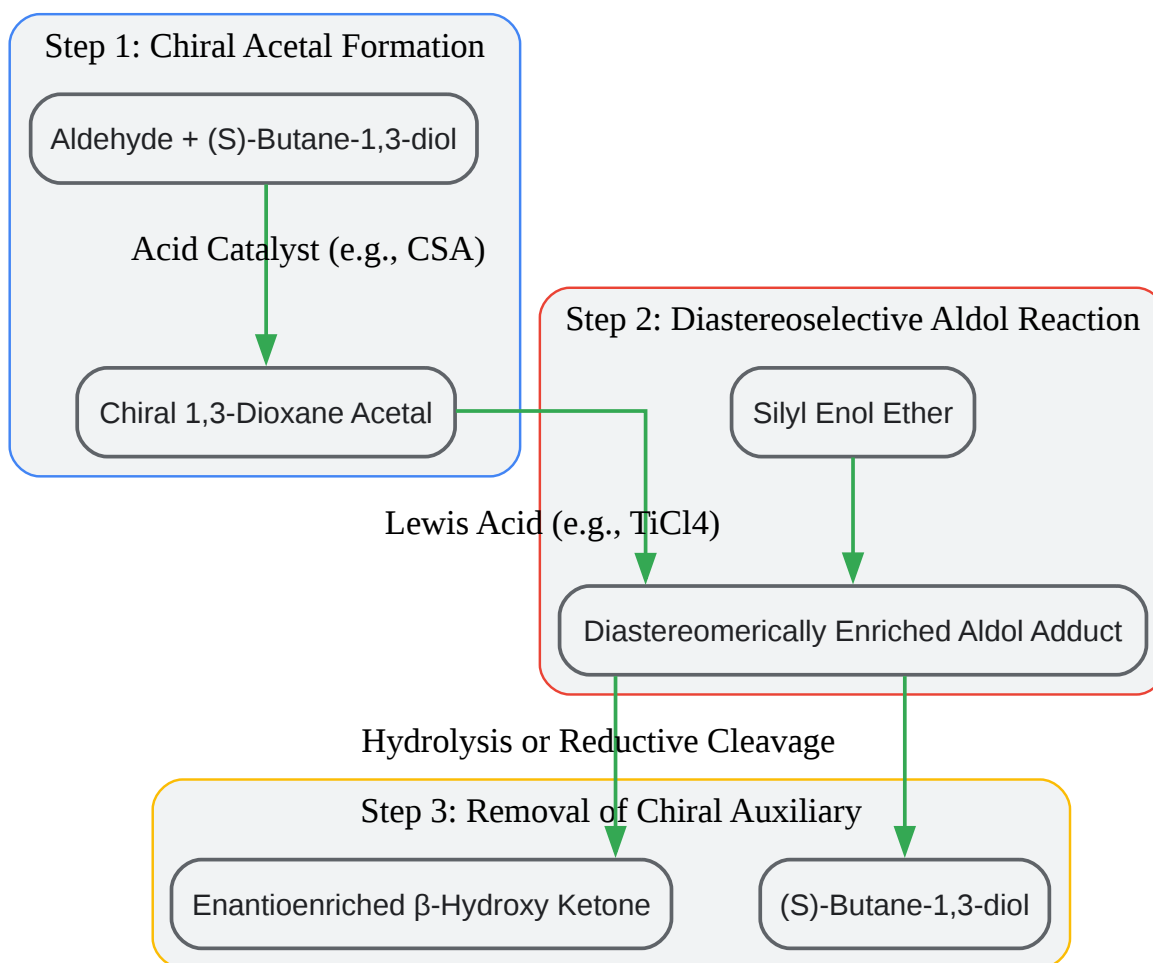 Step 1: Chiral Acetal Formation
Aldehyde + (S)-Butane-1,3-diol
Acid Catalyst (e.g., CSA)
Chiral 1,3-Dioxane Acetal
Step 2: Diastereoselective Aldol Reaction
Silyl Enol Ether
Lewis Acid (e.g., TiCl4)
Diastereomerically Enriched Aldol Adduct
Hydrolysis or Reductive Cleavage
Step 3: Removal of Chiral Auxiliary
Enantioenriched β-Hydroxy Ketone
(S)-Butane-1,3-diol